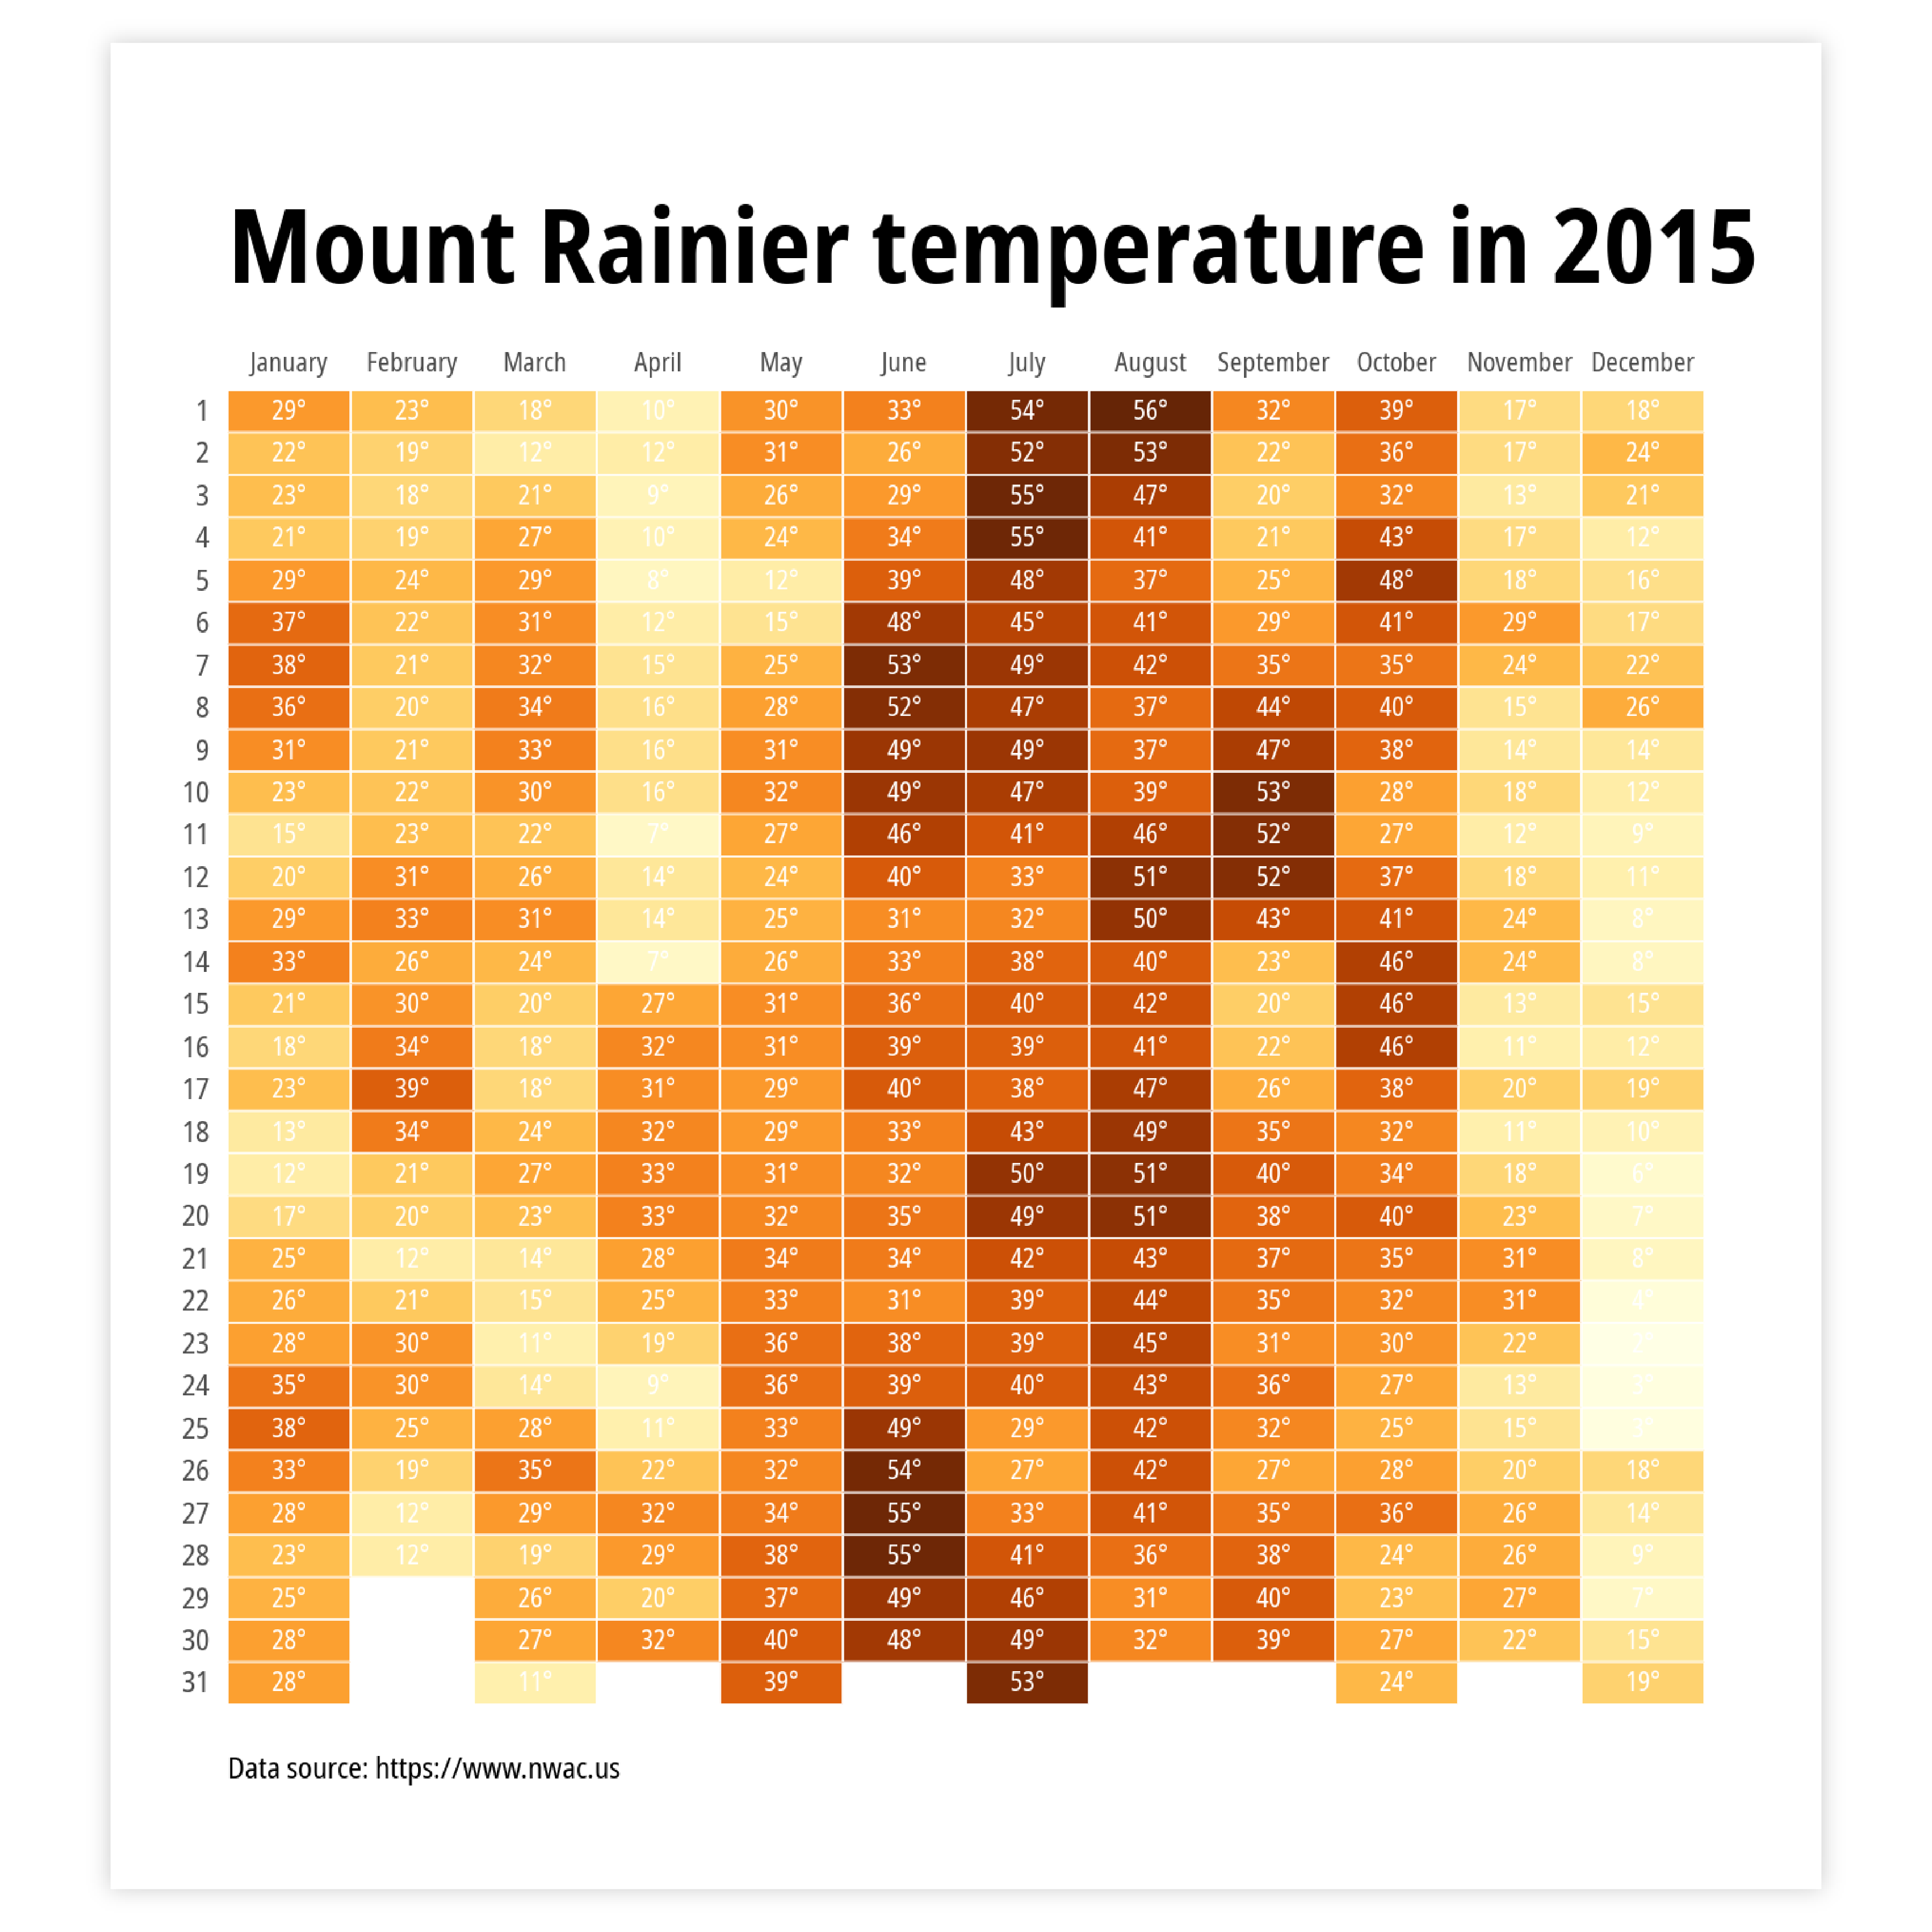 Mount Rainier temperature in 2015
January February March April May June July August September October November December
1 29° 23° 18° 10° 30° 33° 54° 56° 32° 39° 17° 18°
2 22° 19° 12° 12° 31° 26° 52° 53° 22° 36° 17° 24°
3 23° 18° 21° 9° 26° 29° 55° 47° 20° 32° 13° 21°
4 21° 19° 27° 10° 24° 34° 55° 41° 21° 43° 17° 12°
5 29° 24° 29° 8° 12° 39° 48° 37° 25° 48° 18° 16°
6 37° 22° 31° 12° 15° 48° 45° 41° 29° 41° 29° 17°
7 38° 21° 32° 15° 25° 53° 49° 42° 35° 35° 24° 22°
8 36° 20° 34° 16° 28° 52° 47° 37° 44° 40° 15° 26°
9 31° 21° 33° 16° 31° 49° 49° 37° 47° 38° 14° 14°
10 23° 22° 30° 16° 32° 49° 47° 39° 53° 28° 18° 12°
11 15° 23° 22° 7° 27° 46° 41° 46° 52° 27° 12° 9°
12 20° 31° 26° 14° 24° 40° 33° 51° 52° 37° 18° 11°
13 29° 33° 31° 14° 25° 31° 32° 50° 43° 41° 24° 8°
14 33° 26° 24° 7° 26° 33° 38° 40° 23° 46° 24° 8°
15 21° 30° 20° 27° 31° 36° 40° 42° 20° 46° 13° 15°
16 18° 34° 18° 32° 31° 39° 39° 41° 22° 46° 11° 12°
17 23° 39° 18° 31° 29° 40° 38° 47° 26° 38° 20° 19°
18 13° 34° 24° 32° 29° 33° 43° 49° 35° 32° 11° 10°
19 12° 21° 27° 33° 31° 32° 50° 51° 40° 34° 18° 6°
20 17° 20° 23° 33° 32° 35° 49° 51° 38° 40° 23° 7°
21 25° 12° 14° 28° 34° 34° 42° 43° 37° 35° 31° 8°
22 26° 21° 15° 25° 33° 31° 39° 44° 35° 32° 31° 4°
23 28° 30° 11° 19° 36° 38° 39° 45° 31° 30° 22°
24 35° 30° 14° 9° 36° 39° 40° 43° 36° 27° 13°
25 38° 25° 28° 11° 33° 49° 29° 42° 32° 25° 15°
26 33° 19° 35° 22° 32° 54° 27° 42° 27° 28° 20° 18°
27 28° 12° 29° 32° 34° 55° 33° 41° 35° 36° 26° 14°
28 23° 12° 19° 29° 38° 55° 41° 36° 38° 24° 26° 9°
29 25° 26° 20° 37° 49° 46° 31° 40° 23° 27° 7°
30 28° 27° 32° 40° 48° 49° 32° 39° 27° 22° 15°
31 28° 11° 39° 53° 24° 19°
Data source: https://www.nwac.us